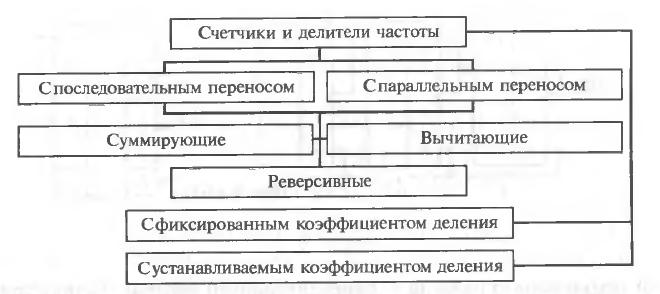 Счетчики и делители частоты
С последовательным переносом
С параллельным переносом
Суммирующие
Вычитающие
Реверсивные
С фиксированным коэффициентом деления
С устанавливаемым коэффициентом деления